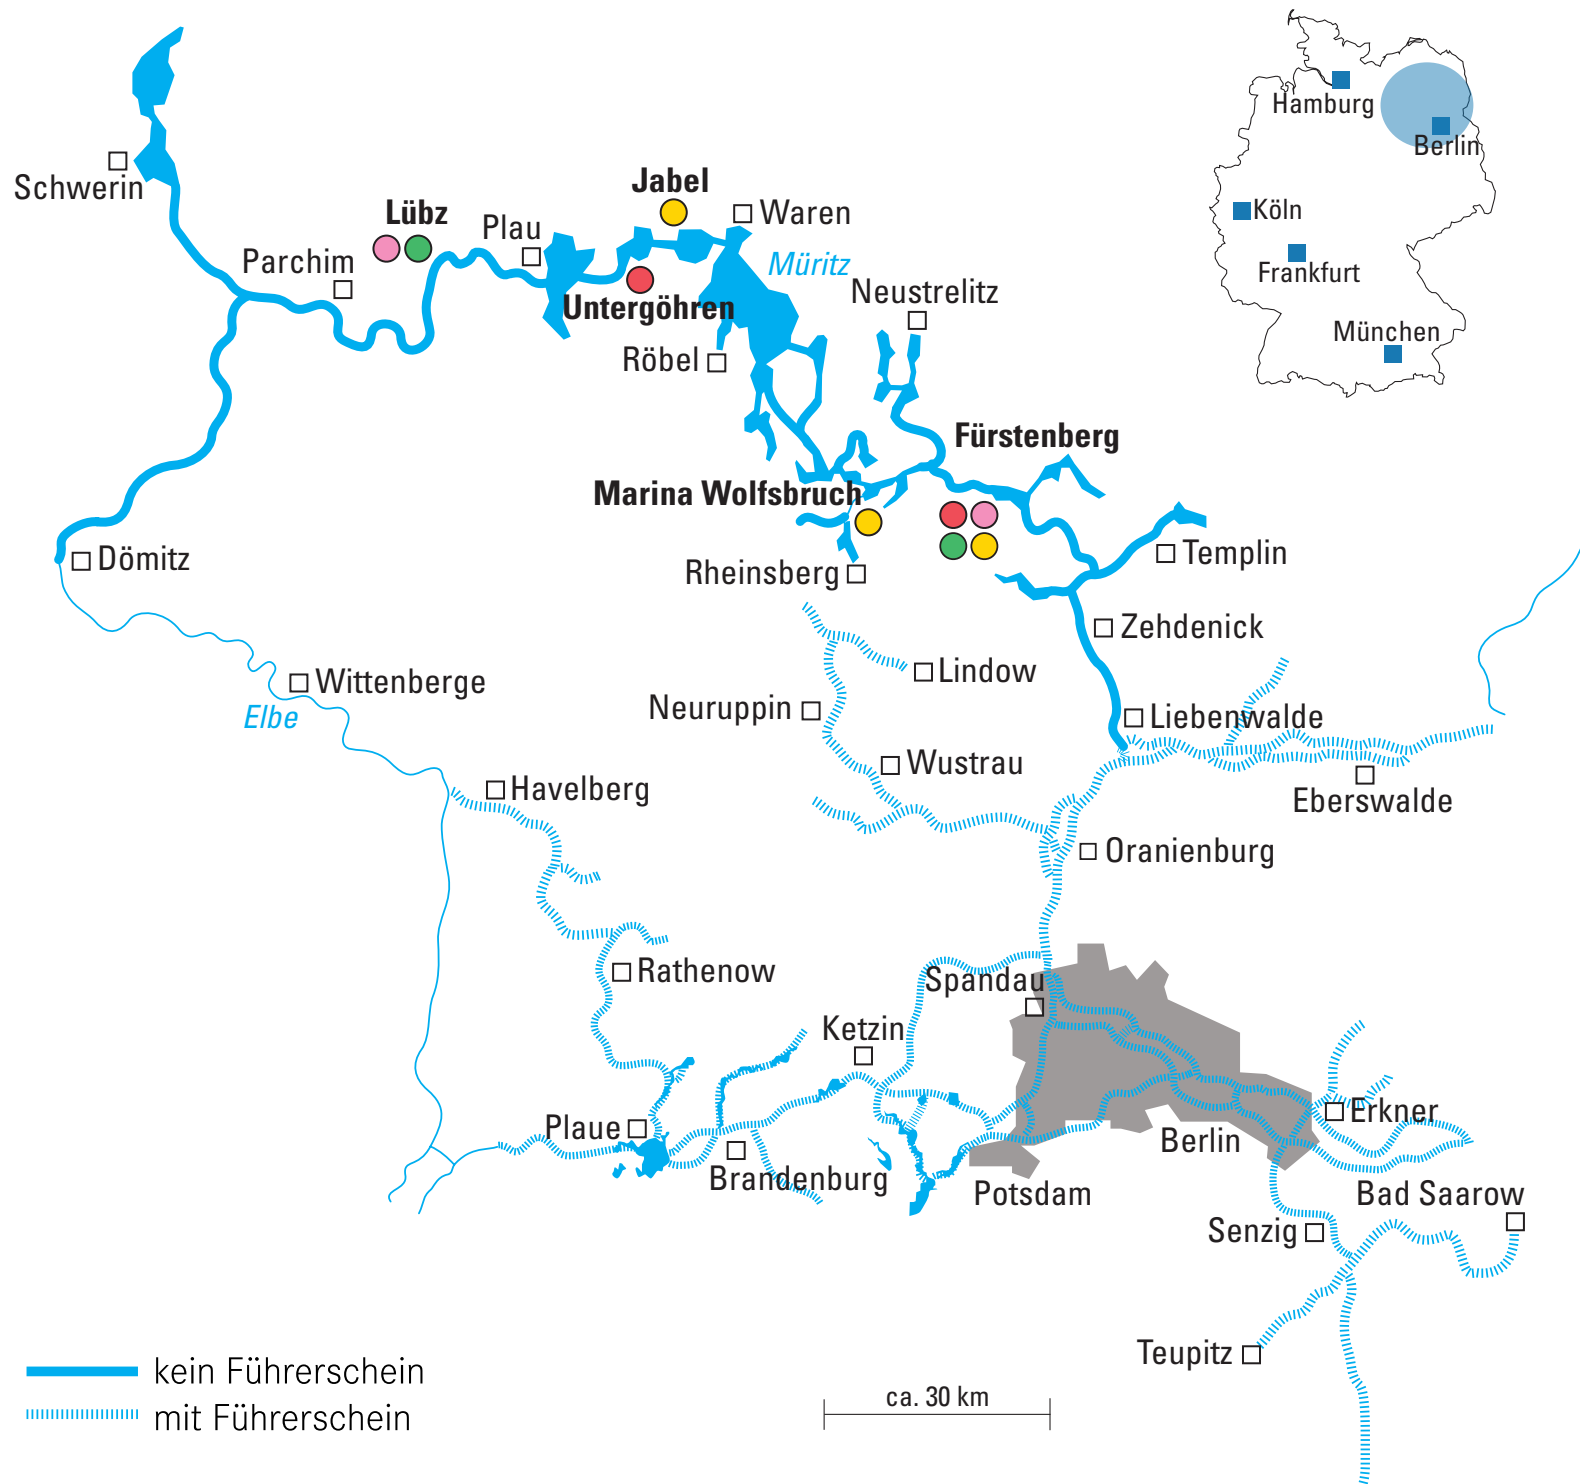 Hamburg
Berlin
Köln
Frankfurt
München
Schwerin
Jabel
Lübz
Plau
Waren
Parchim
Müritz
Untergöhren
Neustrelitz
Röbel
Fürstenberg
Marina Wolfsbruch
Dömitz
Rheinsberg
Templin
Zehdenick
Wittenberge
Lindow
Elbe
Neuruppin
Liebenwalde
Wustrau
Havelberg
Eberswalde
Oranienburg
Rathenow
Spandau
Ketzin
Plaue
Erkner
Berlin
Brandenburg
Potsdam
Bad Saarow
Senzig
Teupitz
kein Führerschein
mit Führerschein
ca. 30 km